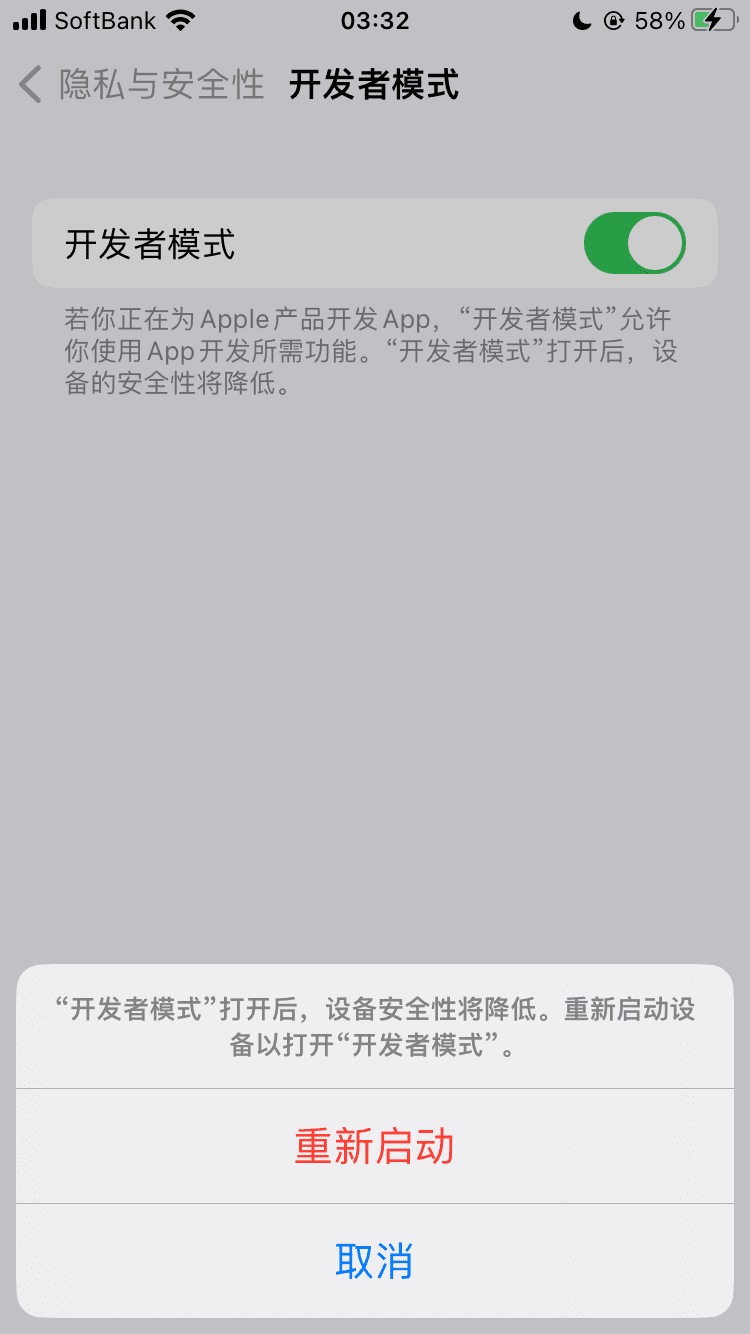 SoftBank 03:32 58%
隐私与安全性 开发者模式
开发者模式
若你正在为Apple产品开发App，“开发者模式”允许
你使用App开发所需功能。“开发者模式”打开后，设
备的安全性将降低。
“开发者模式”打开后，设备安全性将降低。重新启动设
备以打开“开发者模式”。
重新启动
取消